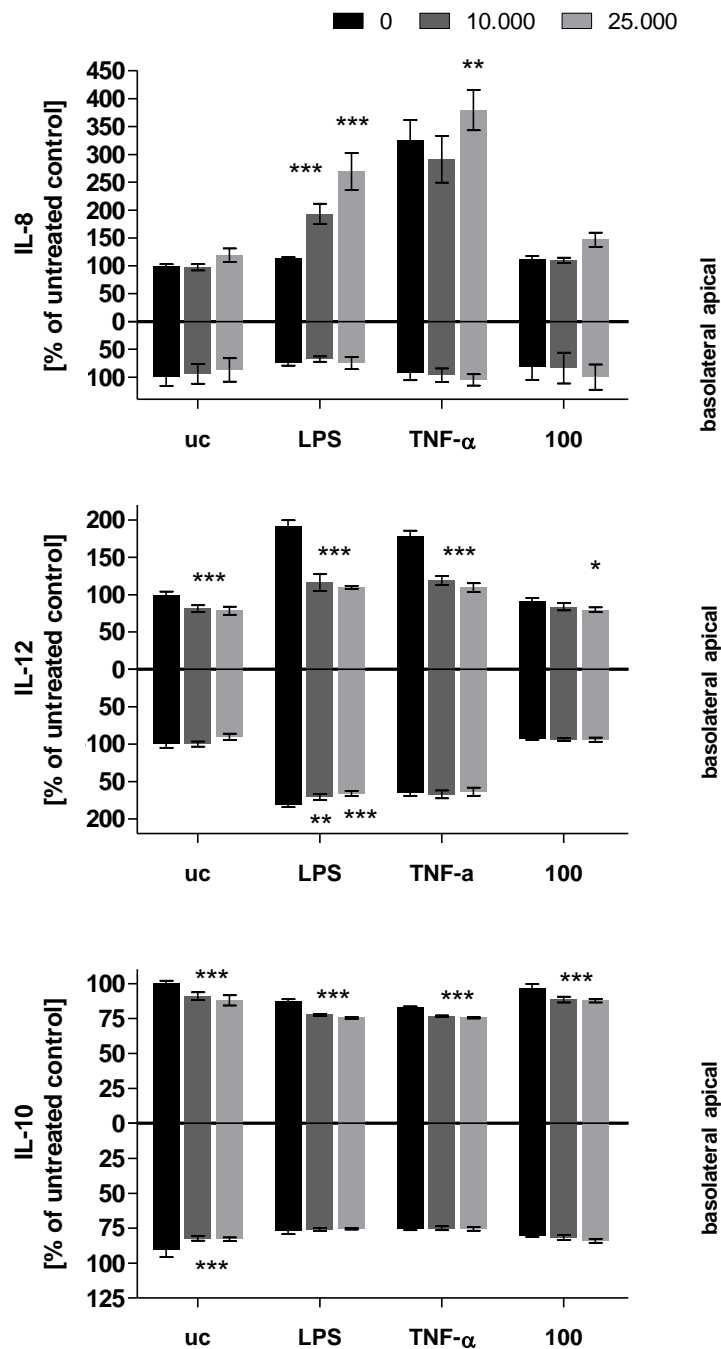 0 10.000 25.000
450
400
350
300
250
200
150
100
50
0
50
100
IL-8
[% of untreated control]
*** *** **
basolateral apical
uc LPS TNF-α 100
200
150
100
50
0
50
100
50
200
IL-12
[% of untreated control]
*** *** *** *
** ***
basolateral apical
uc LPS TNF-a 100
100
75
50
25
0
25
50
75
100
125
IL-10
[% of untreated control]
*** *** *** ***
***
basolateral apical
uc LPS TNF-α 100